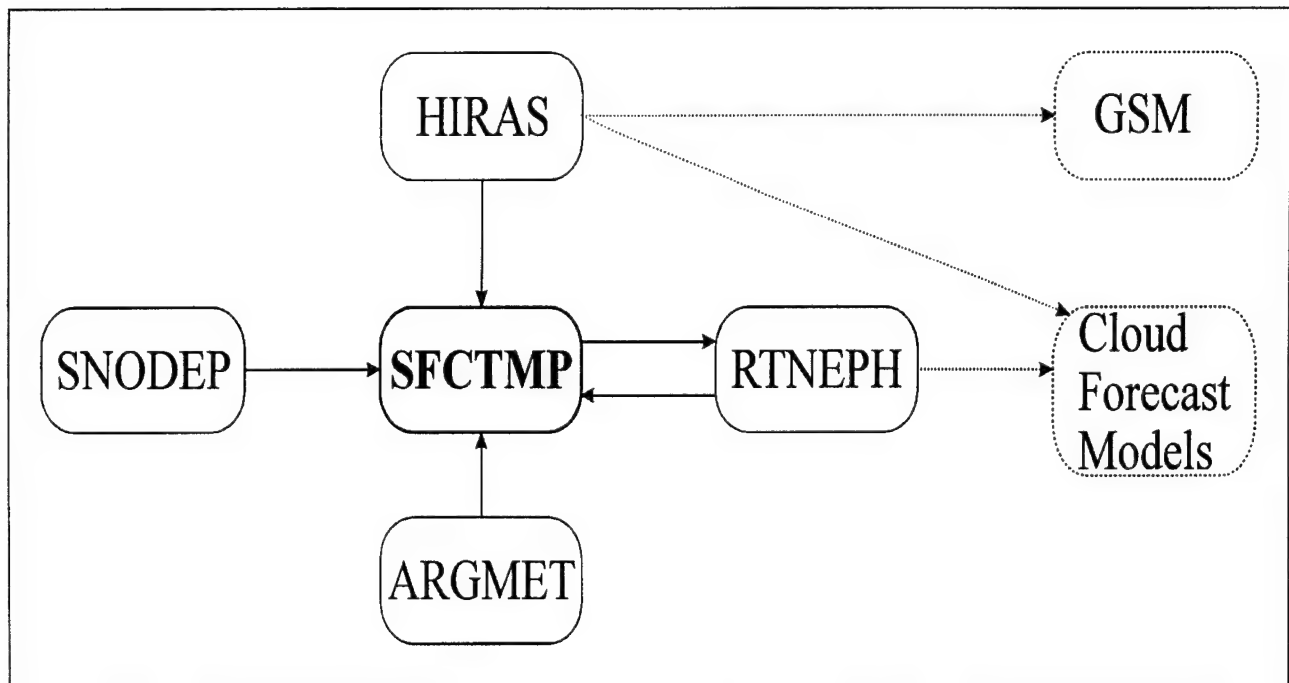 HIRAS
GSM
SNODEP
SFCTMP
RTNEPH
Cloud
Forecast
Models
ARGMET